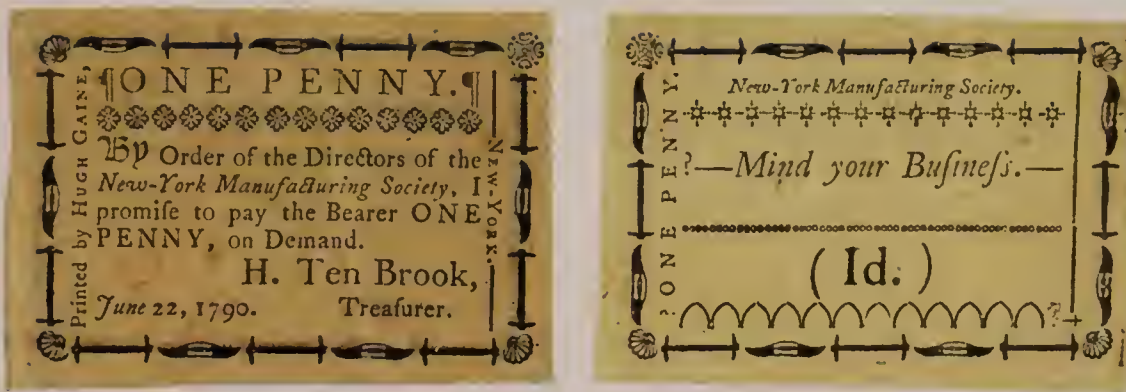 Printed by HUGH GAINE,
¶ONE PENNY.¶
By Order of the Directors of the
New-York Manufacturing Society, I
promiſe to pay the Bearer ONE
PENNY, on Demand.
H. Ten Brook,
June 22, 1790. Treaſurer.
NEW-YORK.
ONE PENNY.
New-York Manufacturing Society.
?—Mind your Buſineſs.—
(Id.)